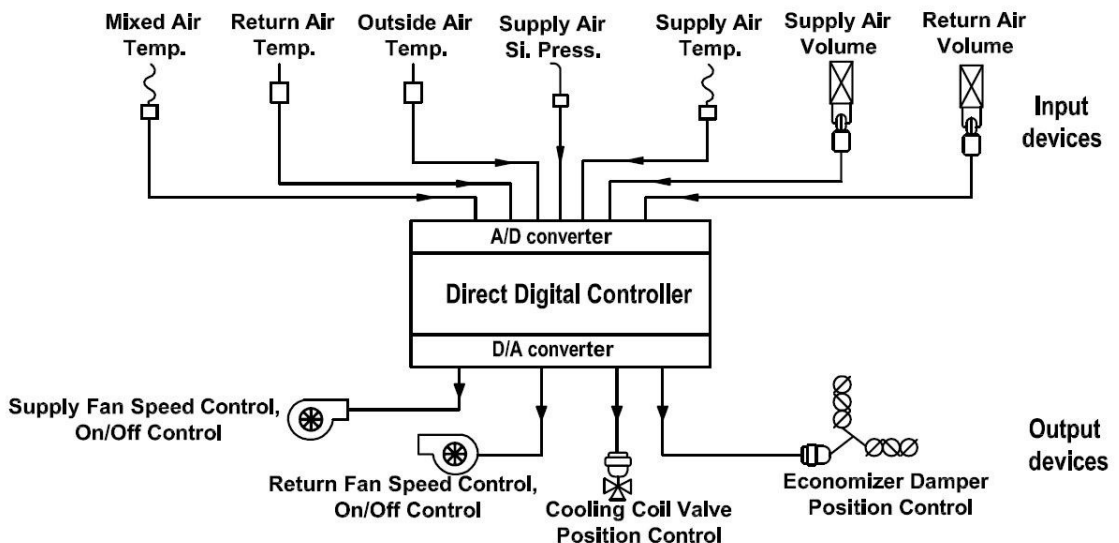 Mixed Air
Temp.
Return Air
Temp.
Outside Air
Temp.
Supply Air
Si. Press.
Supply Air
Temp.
Supply Air
Volume
Return Air
Volume
Input
devices
A/D converter
Direct Digital Controller
D/A converter
Supply Fan Speed Control,
On/Off Control
Return Fan Speed Control,
On/Off Control
Cooling Coil Valve
Position Control
Economizer Damper
Position Control
Output
devices